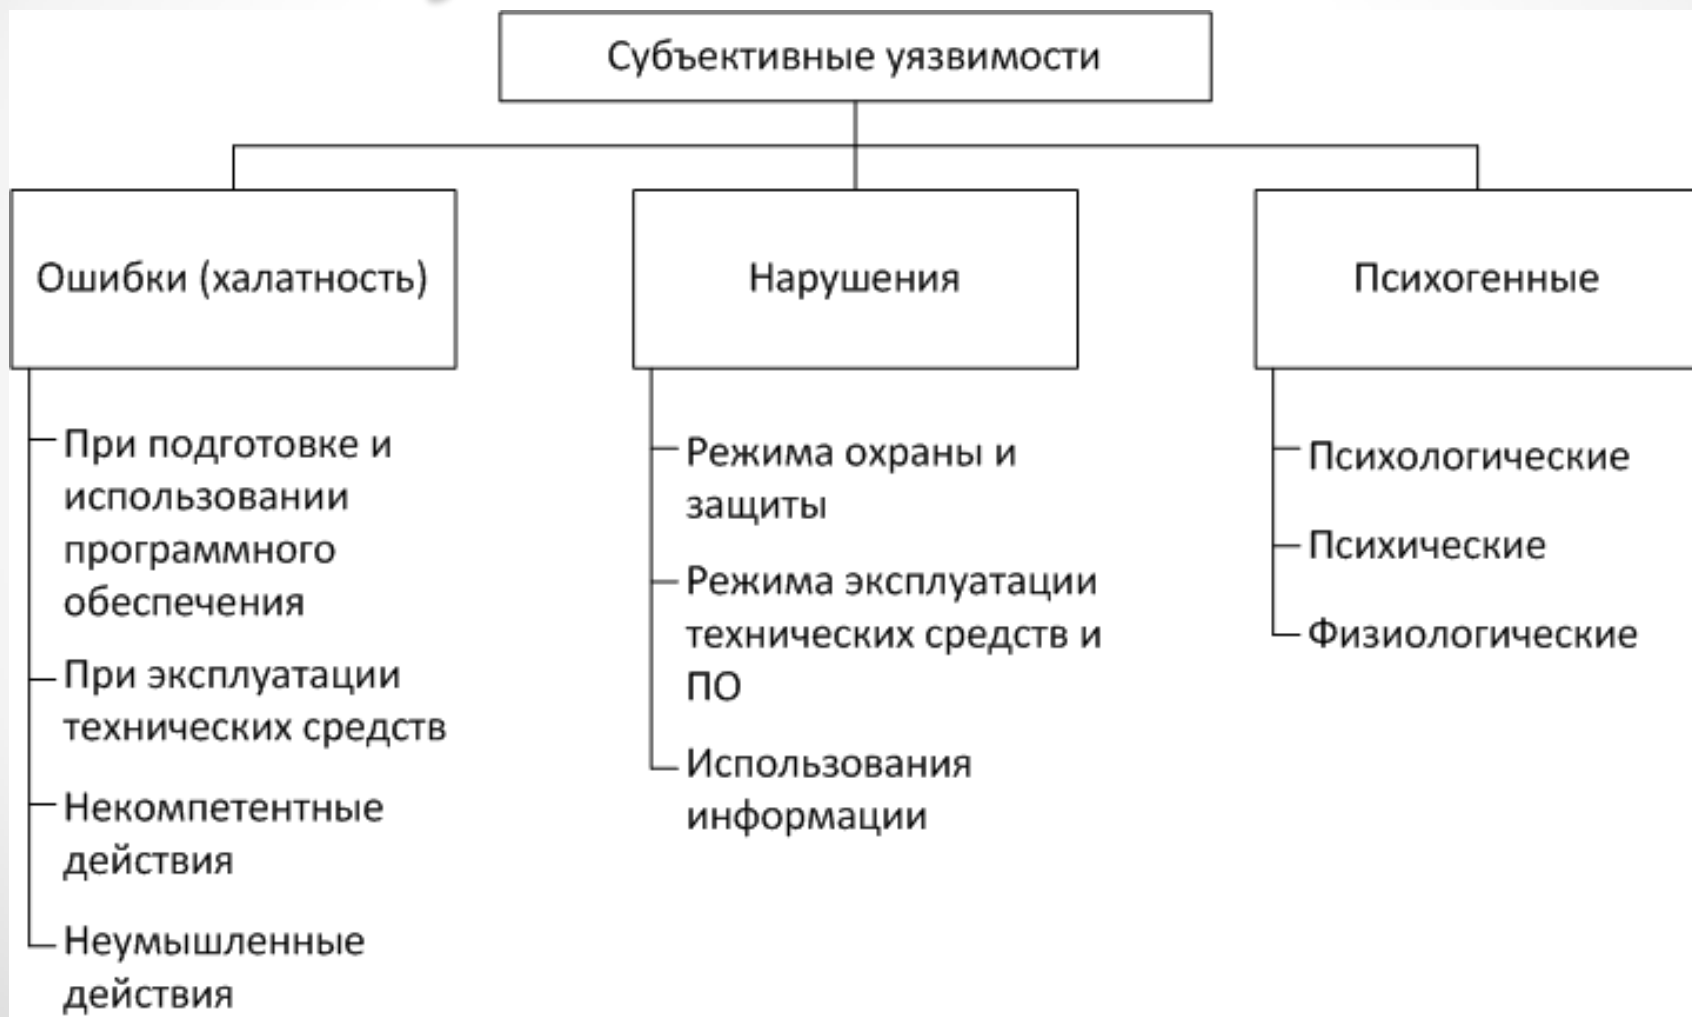 Субъективные уязвимости
Ошибки (халатность)
При подготовке и
использовании
программного
обеспечения
При эксплуатации
технических средств
Некомпетентные
действия
Неумышленные
действия
Нарушения
Режима охраны и
защиты
Режима эксплуатации
технических средств и
ПО
Использования
информации
Психогенные
Психологические
Психические
Физиологические